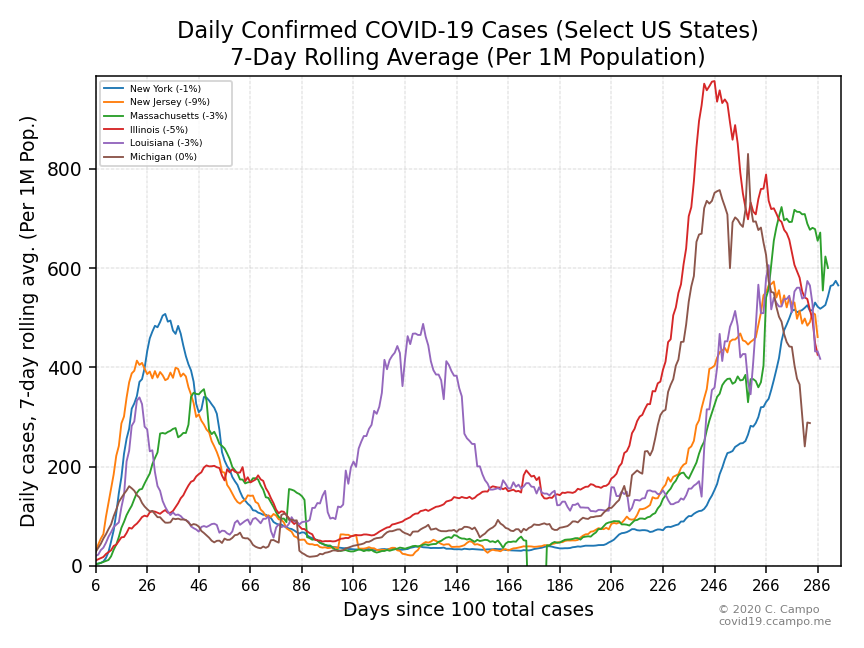 Daily Confirmed COVID-19 Cases (Select US States)
7-Day Rolling Average (Per 1M Population)
New York (-1%)
New Jersey (-9%)
Massachusetts (-3%)
Illinois (-5%)
Louisiana (-3%)
Michigan (0%)
Daily cases, 7-day rolling avg. (Per 1M Pop.)
800
600
400
200
0
6 26 46 66 86 106 126 146 166 186 206 226 246 266 286
Days since 100 total cases
© 2020 C. Campo
covid19.ccampo.me